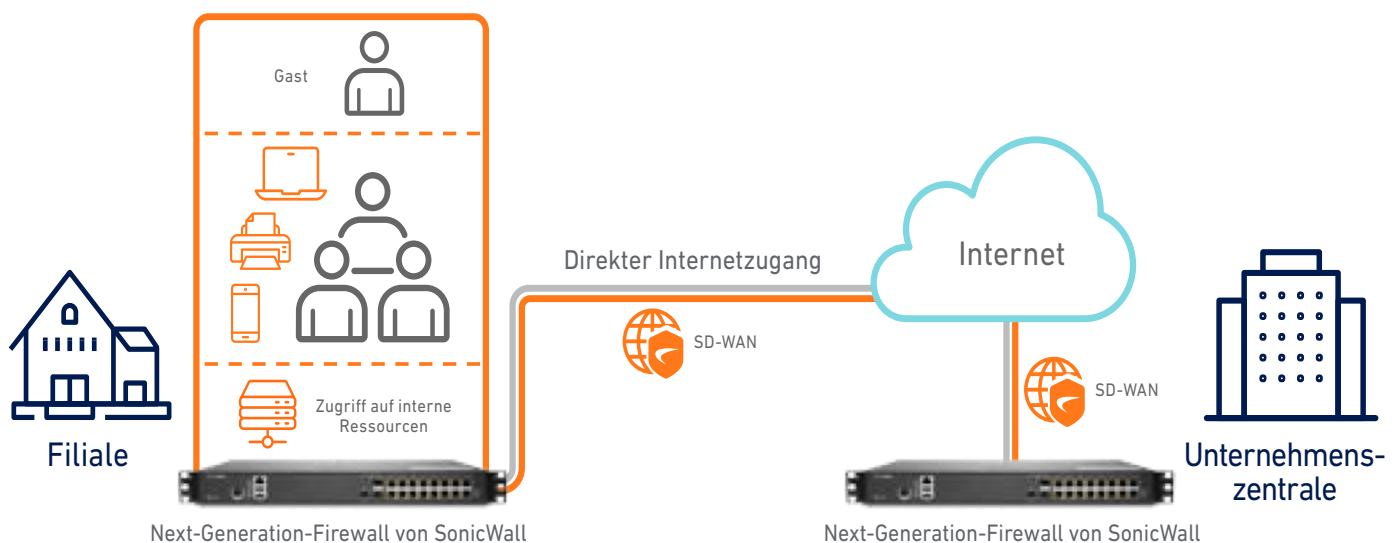 Gast
Zugriff auf interne
Ressourcen
Filiale
Next-Generation-Firewall von SonicWall
Direkter Internetzugang
SD-WAN
Internet
SD-WAN
Next-Generation-Firewall von SonicWall
Unternehmens-
zentrale